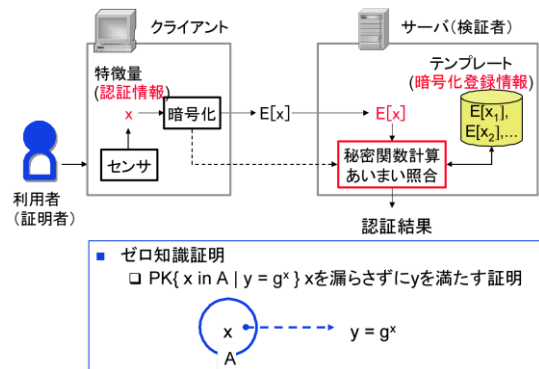 クライアント
サーバ(検証者)
特徴量
(認証情報)
テンプレート
(暗号化登録情報)
x
暗号化
E[x]
E[x]
E[x₁],
E[x₂],...
センサ
秘密関数計算
あいまい照合
利用者
(証明者)
認証結果
■ ゼロ知識証明
❑ PK{ x in A | y = gˣ } xを漏らさずにyを満たす証明
x
y = gˣ
A